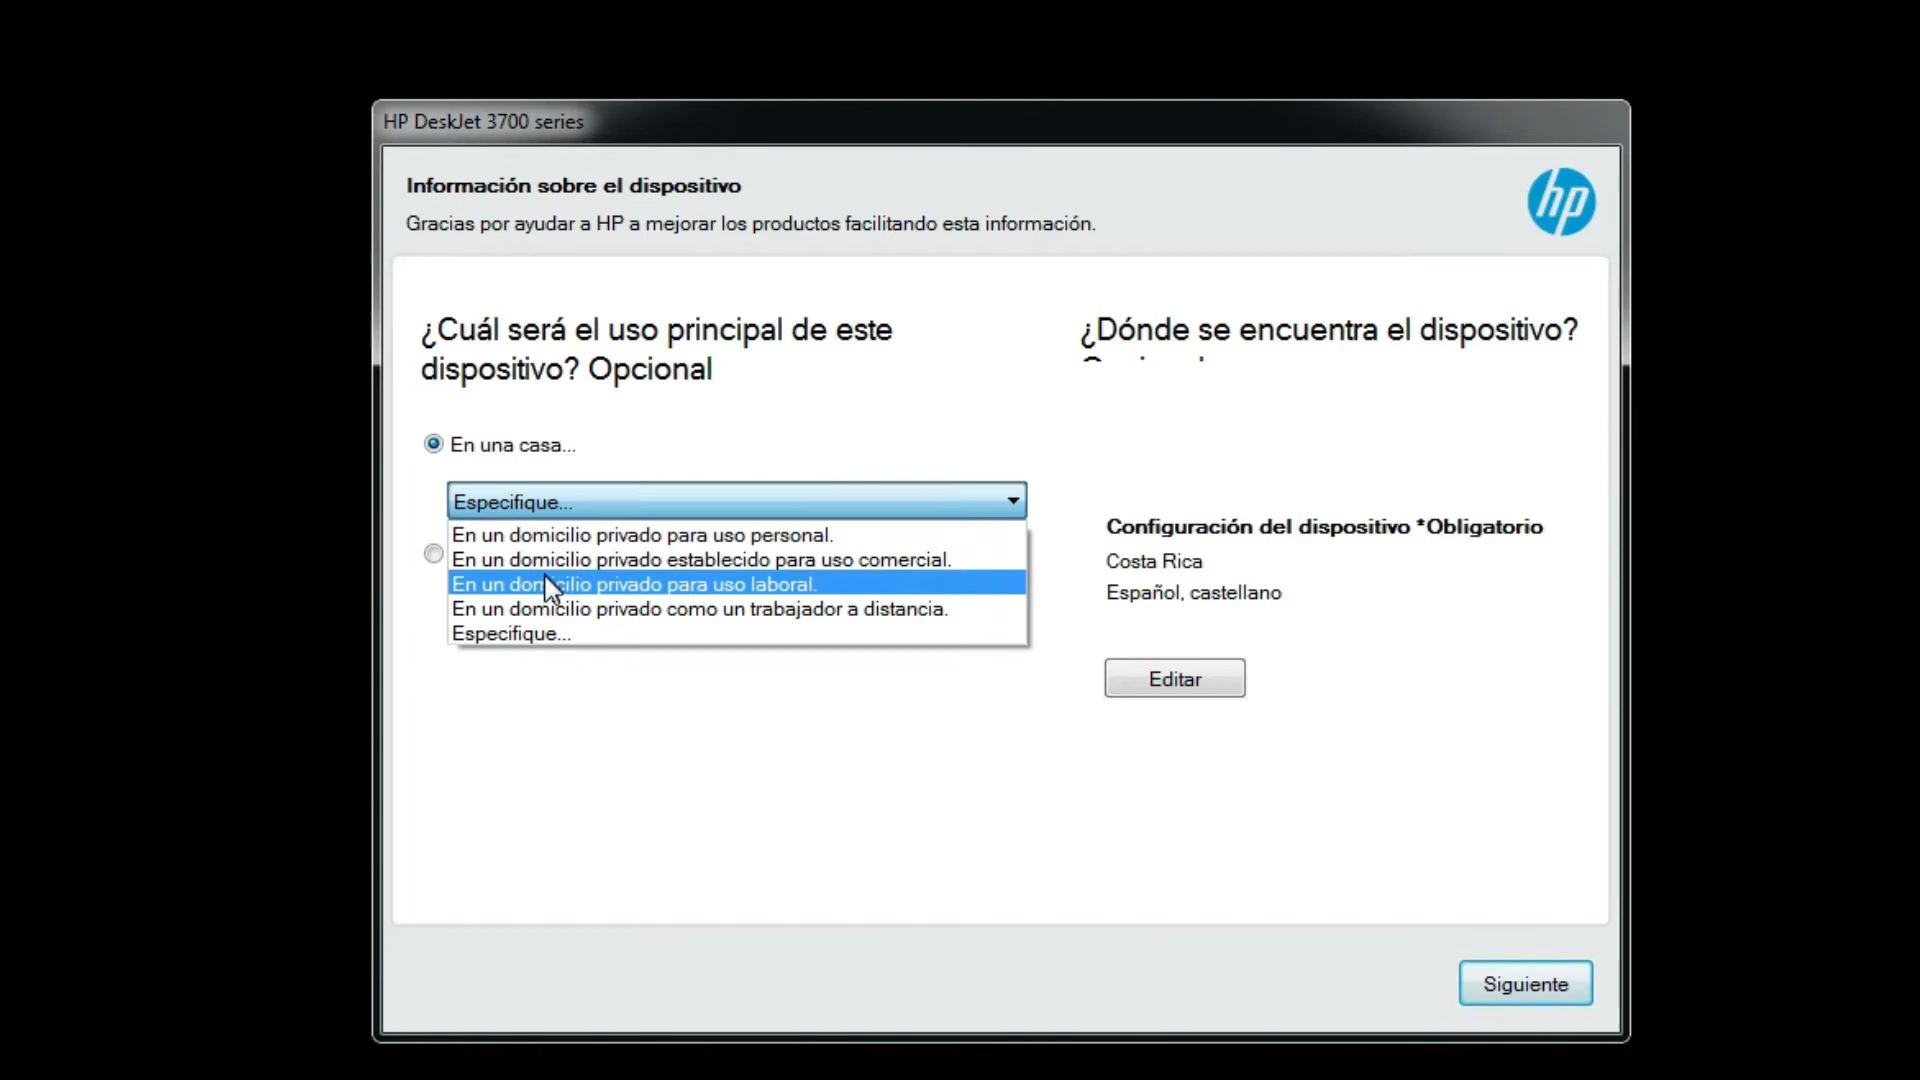 HP DeskJet 3700 series
Información sobre el dispositivo
Gracias por ayudar a HP a mejorar los productos facilitando esta información.
hp
¿Cuál será el uso principal de este
dispositivo? Opcional
En una casa...
Especifique...
En un domicilio privado para uso personal.
En un domicilio privado establecido para uso comercial.
En un domicilio privado para uso laboral.
En un domicilio privado como un trabajador a distancia.
Especifique...
¿Dónde se encuentra el dispositivo?
Configuración del dispositivo *Obligatorio
Costa Rica
Español, castellano
Editar
Siguiente